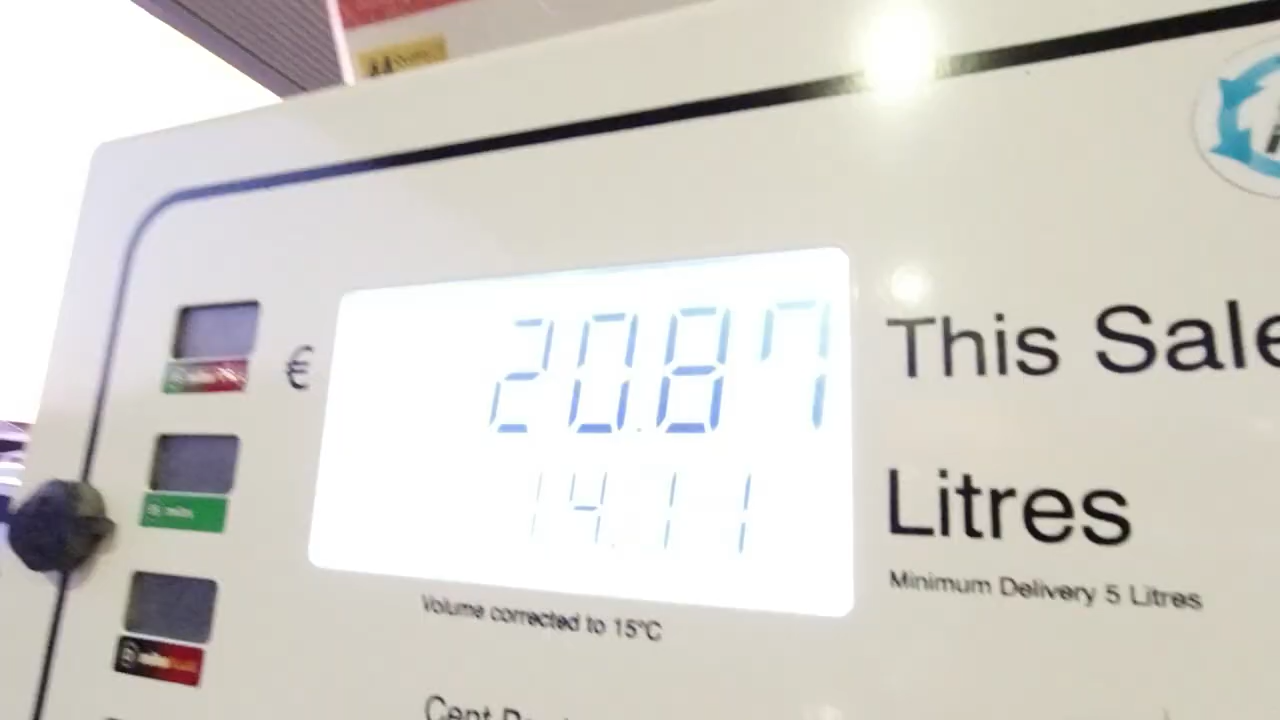 € 20.87 This Sale
14.11 Litres
Minimum Delivery 5 Litres
Volume corrected to 15°C
Cent